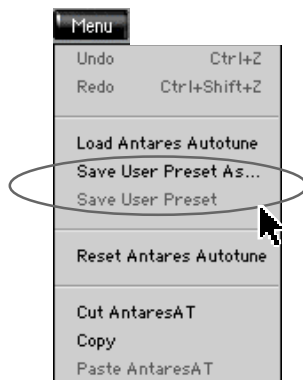 Menu
Undo Ctrl+Z
Redo Ctrl+Shift+Z
Load Antares Autotune
Save User Preset As...
Save User Preset
Reset Antares Autotune
Cut AntaresAT
Copy
Paste AntaresAT